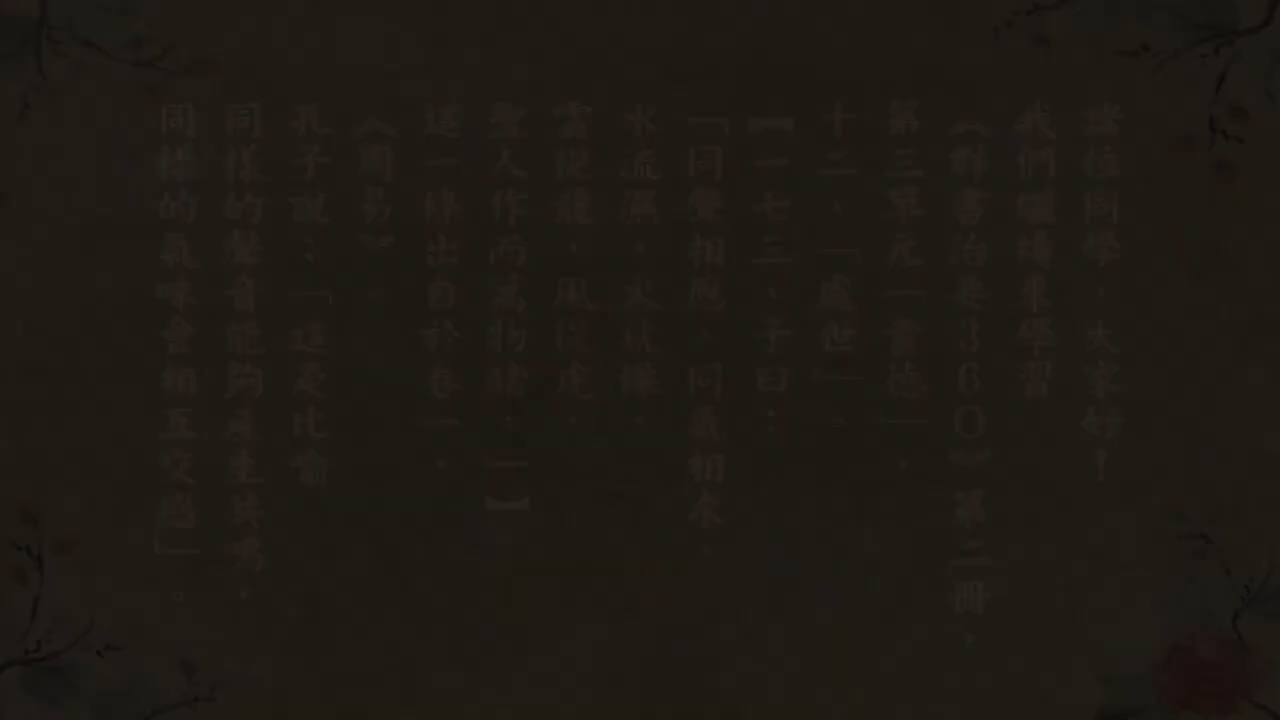 諸位同學，大家好！
我們繼續來學習
《群書治要360》第二冊，
第三單元「貴德」，
十二、「處世」。
【一七三、子曰：
「同聲相應，同氣相求，
水流濕，火就燥，
雲從龍，風從虎，
聖人作而萬物睹。」】
這一條出自於卷一，
《周易》。
孔子說：「這是比喻
同樣的聲音能夠產生共鳴，
同樣的氣味會相互交感」。